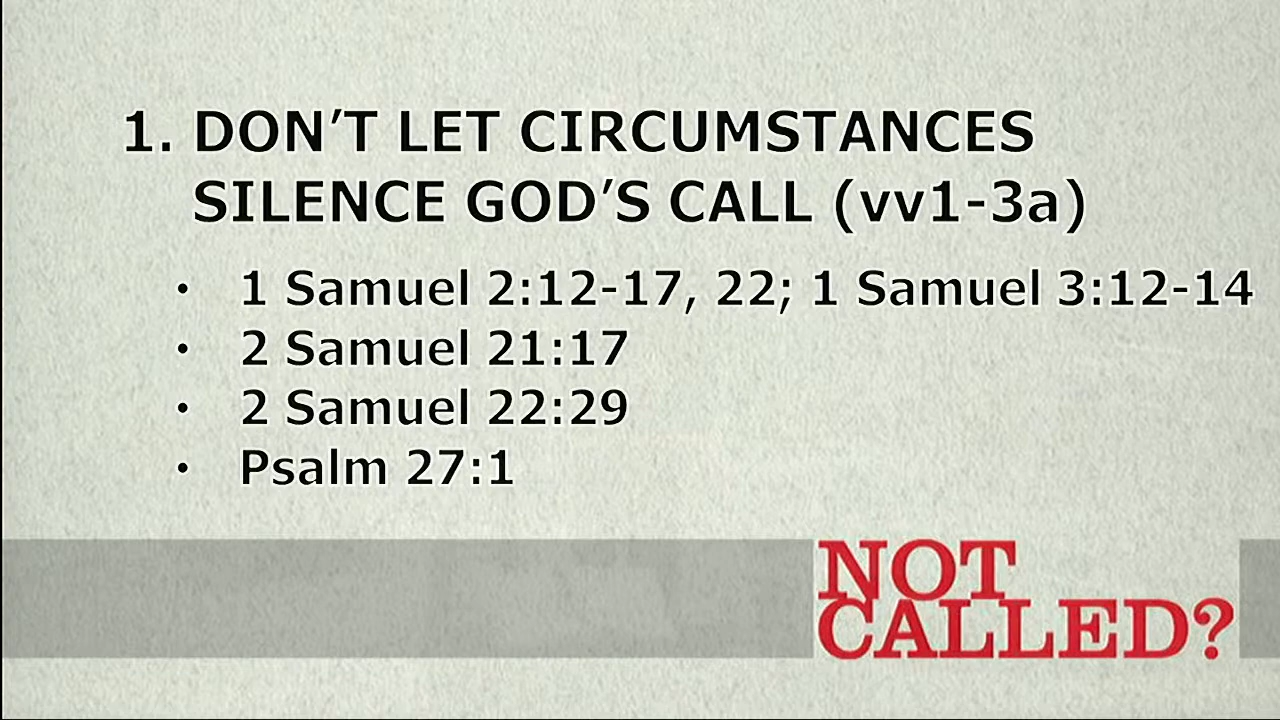 1. DON’T LET CIRCUMSTANCES
SILENCE GOD’S CALL (vv1-3a)
• 1 Samuel 2:12-17, 22; 1 Samuel 3:12-14
• 2 Samuel 21:17
• 2 Samuel 22:29
• Psalm 27:1
NOT
CALLED?